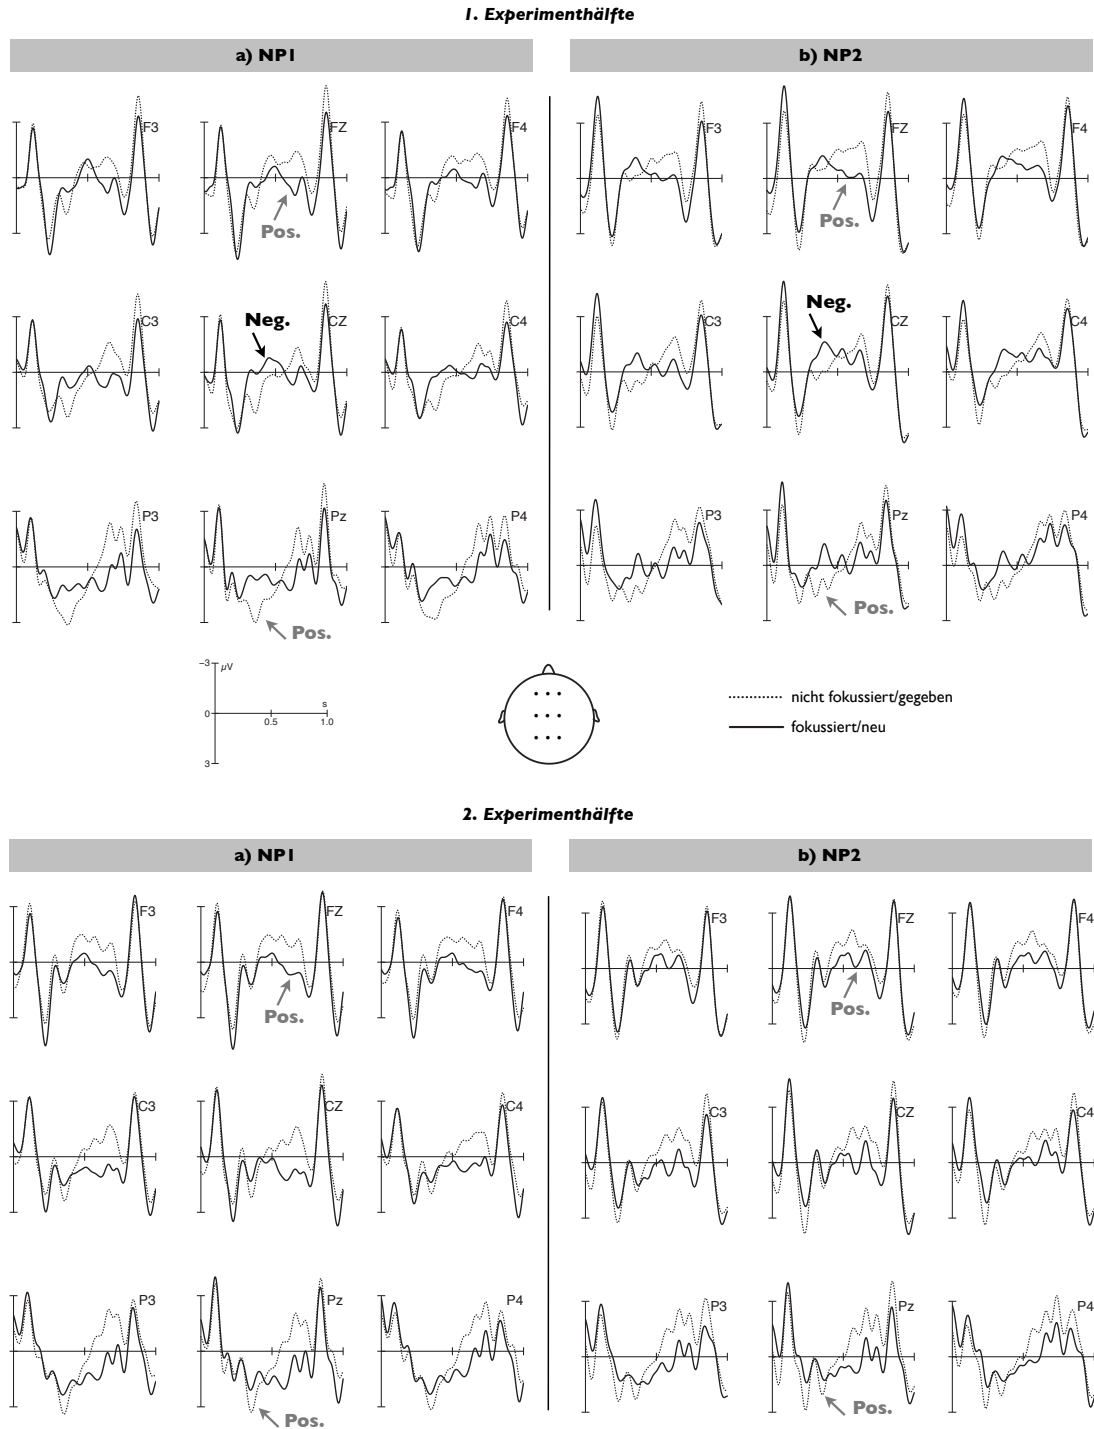 1. Experimenthälfte
a) NP1
b) NP2
F3
FZ
F4
F3
FZ
F4
Pos.
Pos.
C3
CZ
C4
C3
CZ
C4
Neg.
Neg.
P3
Pz
P4
P3
Pz
P4
Pos.
Pos.
−3
µV
0
s
0.5
1.0
3
nicht fokussiert/gegeben
fokussiert/neu
2. Experimenthälfte
a) NP1
b) NP2
F3
FZ
F4
F3
FZ
F4
Pos.
Pos.
C3
CZ
C4
C3
CZ
C4
P3
Pz
P4
P3
Pz
P4
Pos.
Pos.